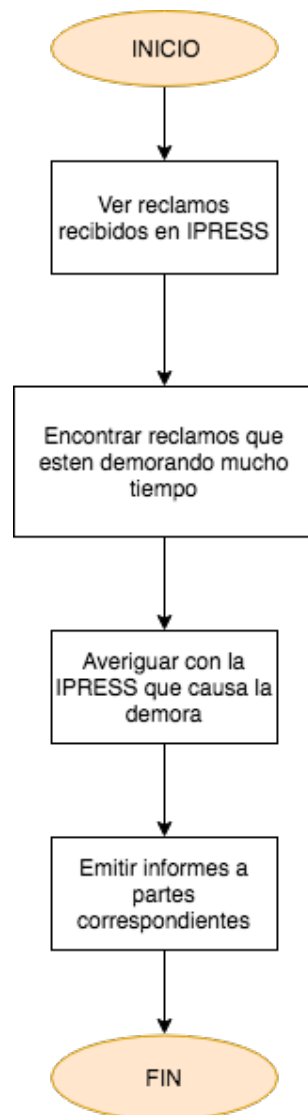 INICIO
Ver reclamos
recibidos en IPRESS
Encontrar reclamos que
esten demorando mucho
tiempo
Averiguar con la
IPRESS que causa la
demora
Emitir informes a
partes
correspondientes
FIN